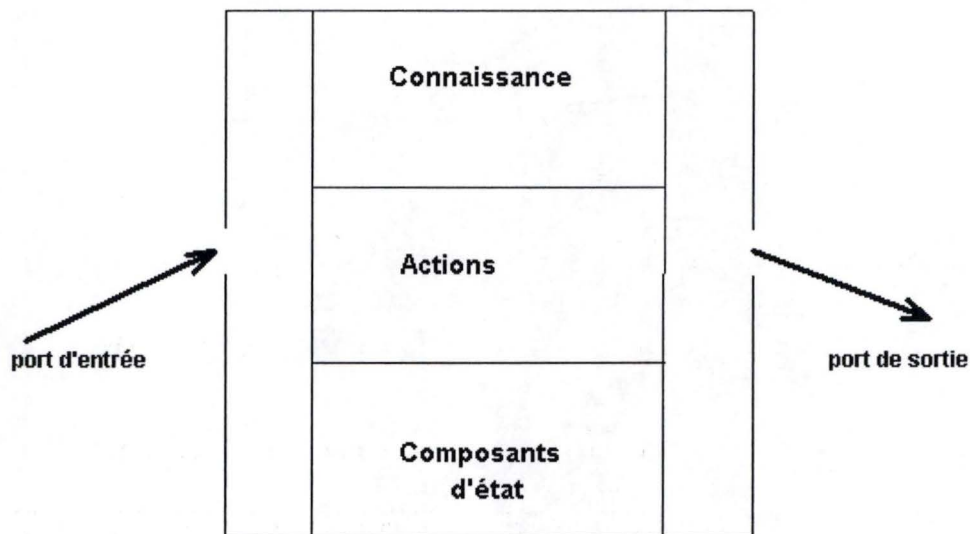 Connaissance
Actions
port d'entrée
port de sortie
Composants
d'état